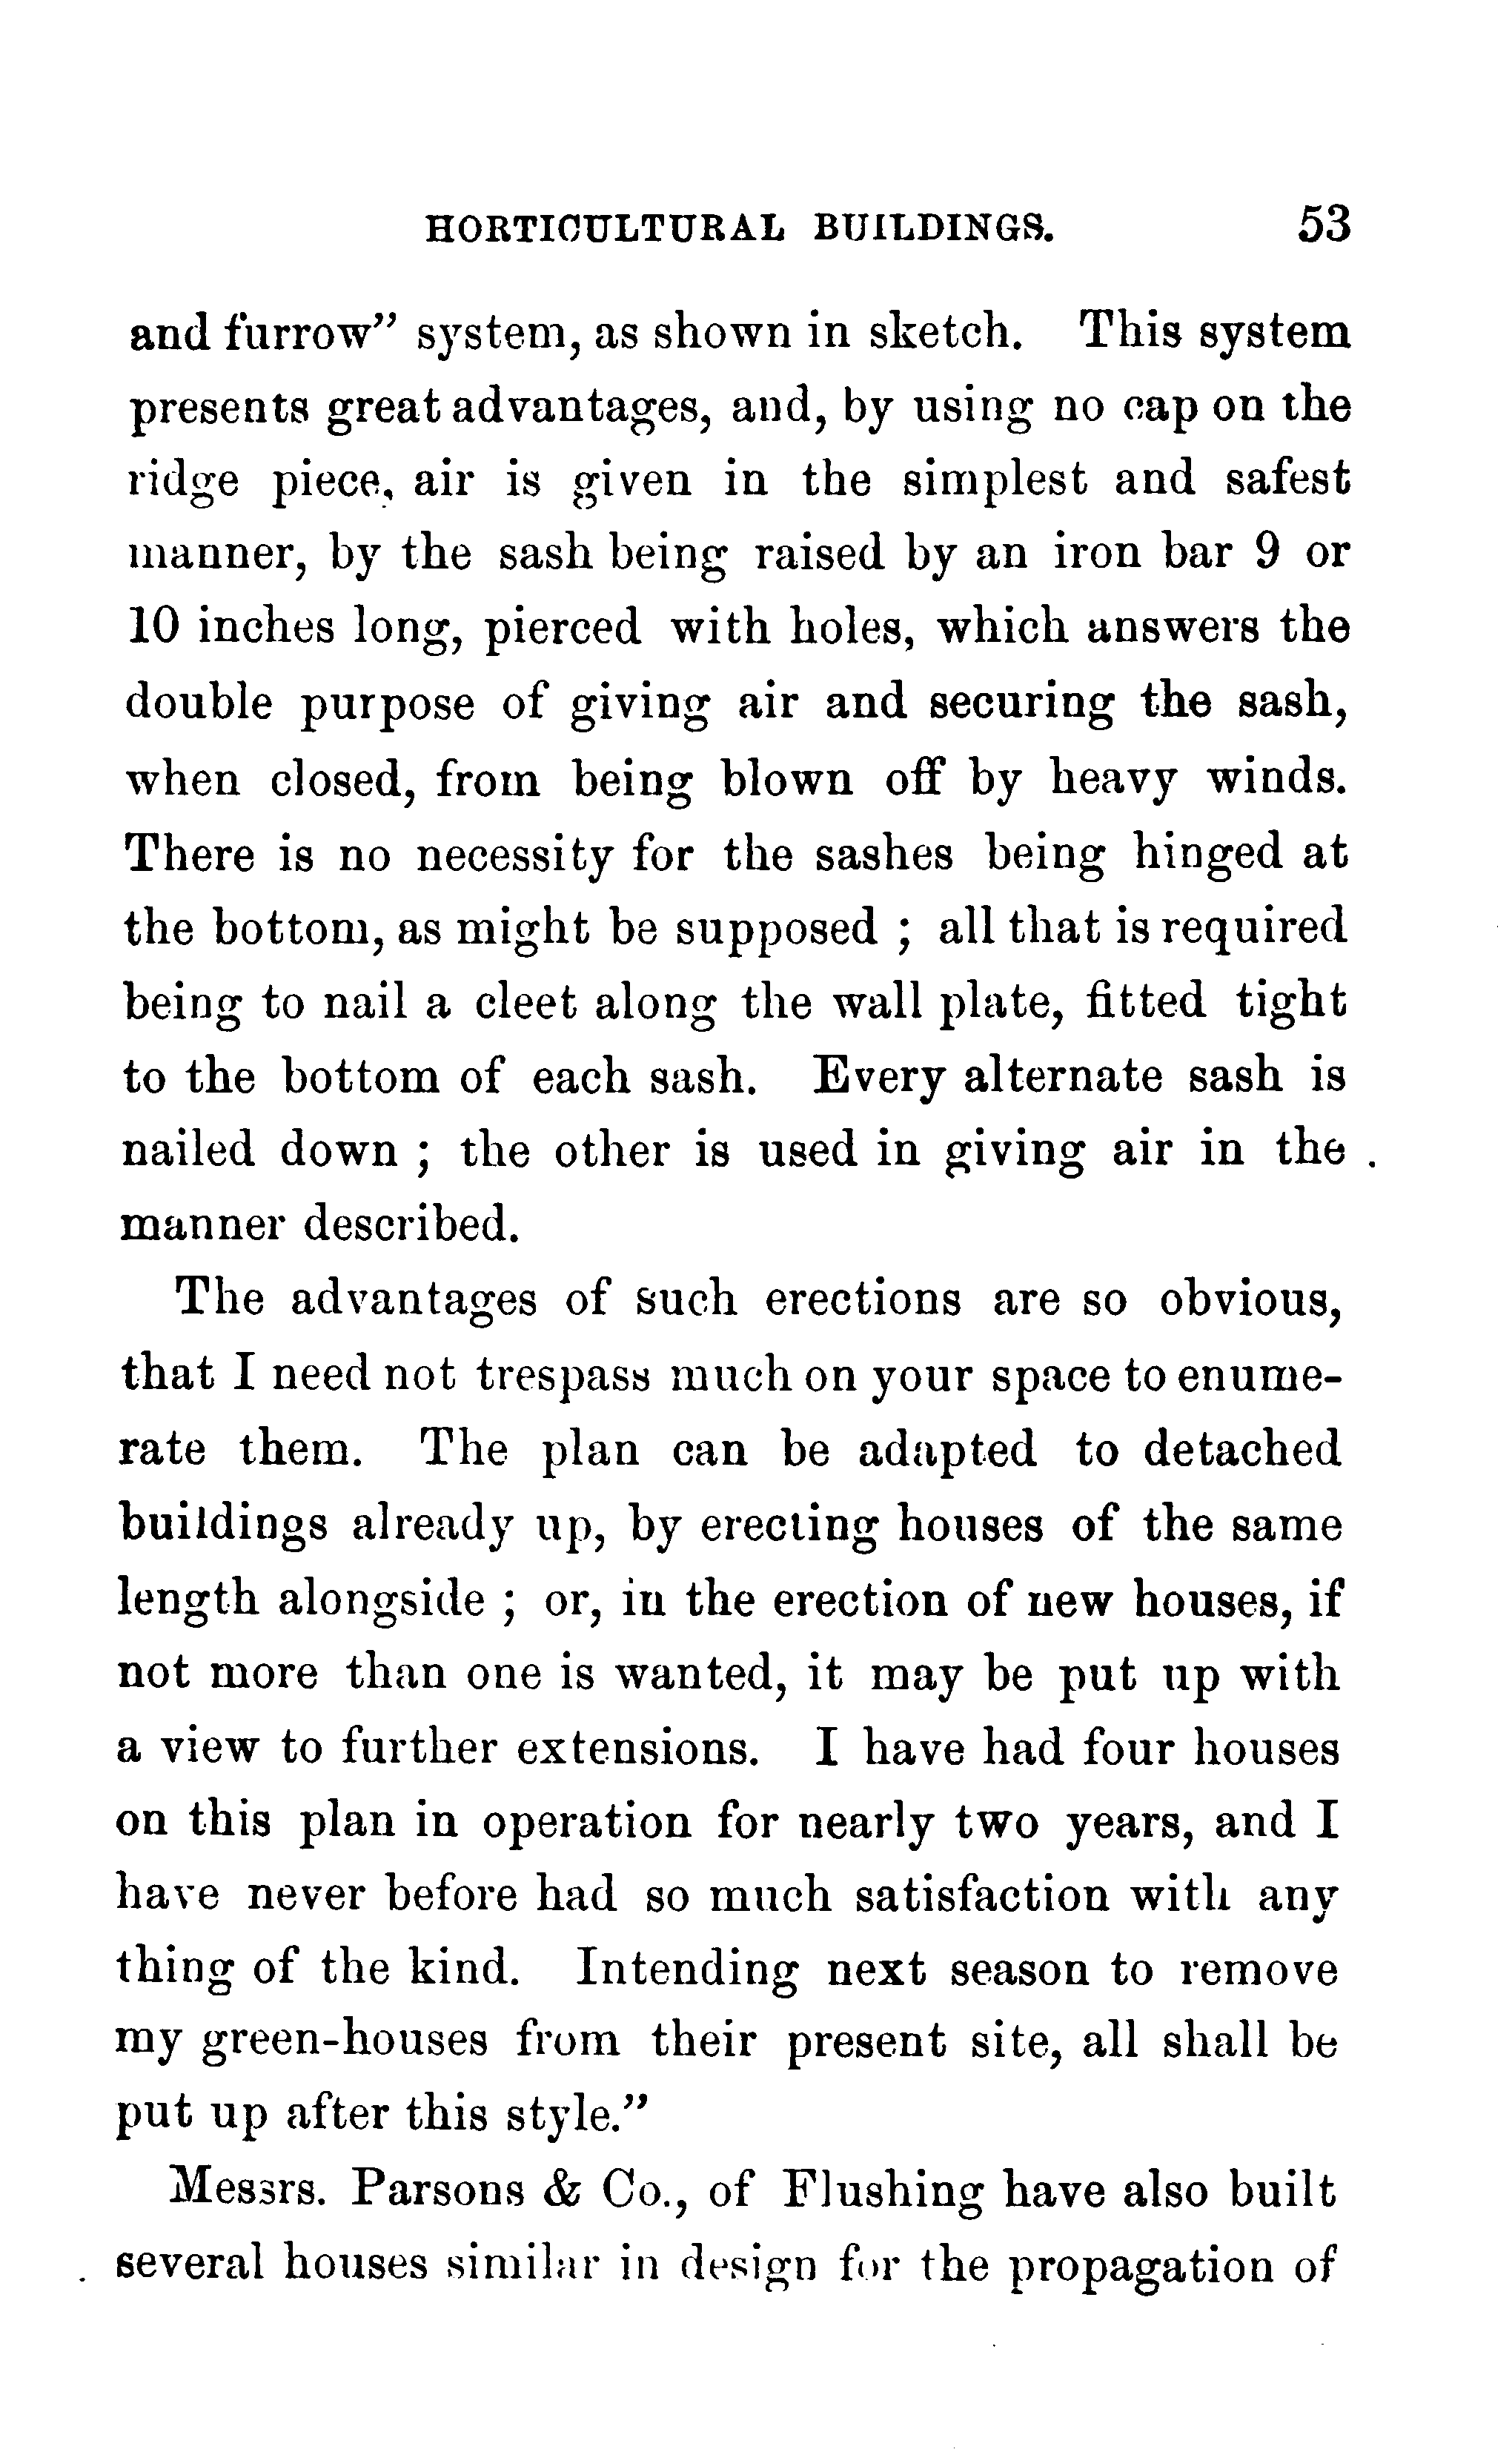 HORTICULTURAL BUILDINGS. 53
and furrow” system, as shown in sketch. This system
presents great advantages, and, by using no cap on the
ridge piece, air is given in the simplest and safest
manner, by the sash being raised by an iron bar 9 or
10 inches long, pierced with holes, which answers the
double purpose of giving air and securing the sash,
when closed, from being blown off by heavy winds.
There is no necessity for the sashes being hinged at
the bottom, as might be supposed ; all that is required
being to nail a cleet along the wall plate, fitted tight
to the bottom of each sash. Every alternate sash is
nailed down ; the other is used in giving air in the
manner described.
The advantages of such erections are so obvious,
that I need not trespass much on your space to enume-
rate them. The plan can be adapted to detached
buildings already up, by erecting houses of the same
length alongside ; or, in the erection of new houses, if
not more than one is wanted, it may be put up with
a view to further extensions. I have had four houses
on this plan in operation for nearly two years, and I
have never before had so much satisfaction with any
thing of the kind. Intending next season to remove
my green-houses from their present site, all shall be
put up after this style.”
Messrs. Parsons & Co., of Flushing have also built
several houses similar in design for the propagation of